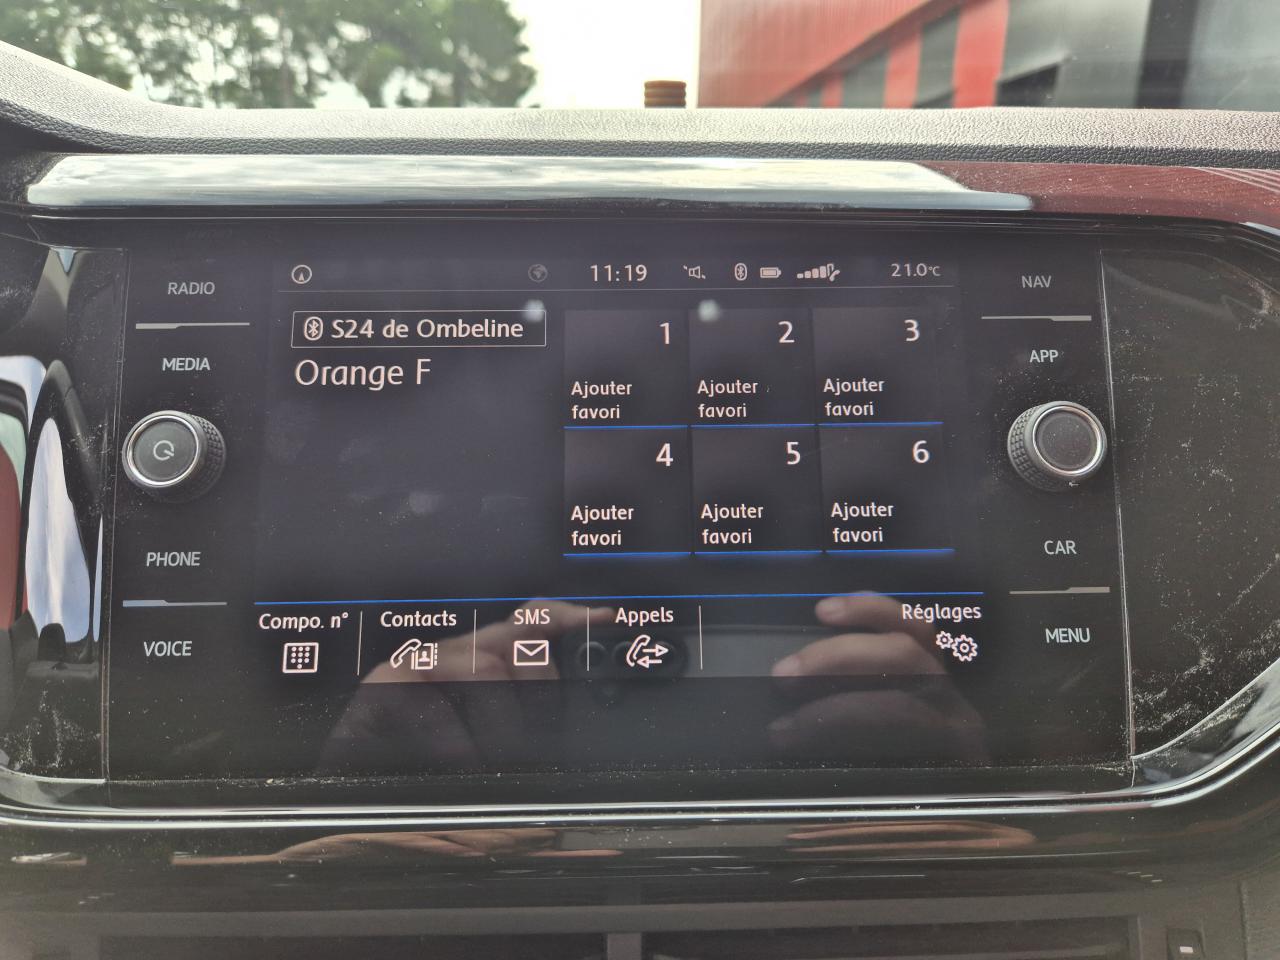 RADIO
MEDIA
PHONE
VOICE
11:19
21.0°C
S24 de Ombeline
Orange F
1
Ajouter
favori
2
Ajouter
favori
3
Ajouter
favori
4
Ajouter
favori
5
Ajouter
favori
6
Ajouter
favori
Compo. n°
Contacts
SMS
Appels
Réglages
NAV
APP
CAR
MENU